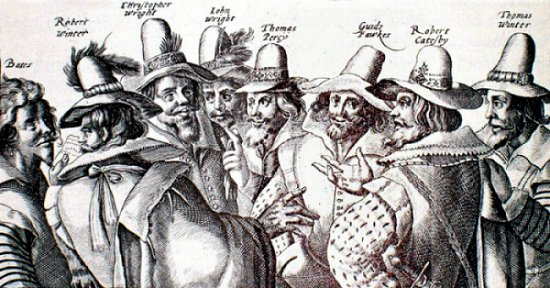 Bates
Robert
Winter
Christopher
Wright
Iohn
Wright
Thomas
Percy
Guido
Fawkes
Robert
Catesby
Thomas
Winter